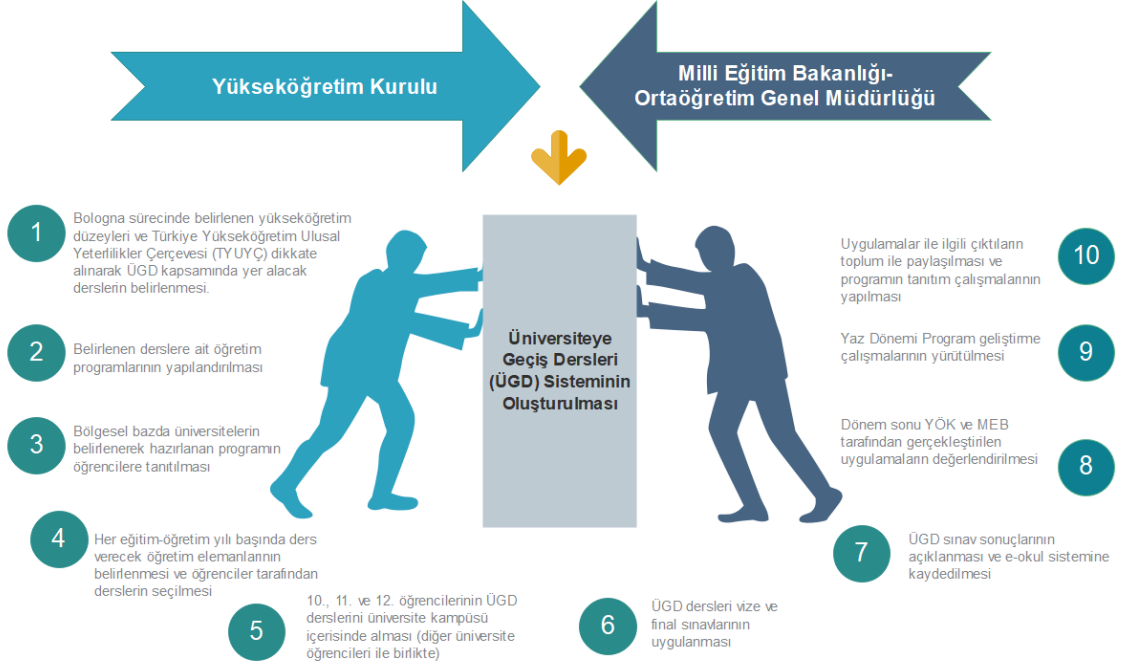 Yükseköğretim Kurulu
Milli Eğitim Bakanlığı-
Ortaöğretim Genel Müdürlüğü
Üniversiteye
Geçiş Dersleri
(ÜGD) Sisteminin
Oluşturulması
1
Bologna sürecinde belirlenen yükseköğretim
düzeyleri ve Türkiye Yükseköğretim Ulusal
Yeterlilikler Çerçevesi (TYUYÇ) dikkate
alınarak ÜGD kapsamında yer alacak
derslerin belirlenmesi.
2
Belirlenen derslere ait öğretim
programlarının yapılandırılması
3
Bölgesel bazda üniversitelerin
belirlenerek hazırlanan programın
öğrencilere tanıtılması
4
Her eğitim-öğretim yılı başında ders
verecek öğretim elemanlarının
belirlenmesi ve öğrenciler tarafından
derslerin seçilmesi
5
10., 11. ve 12. öğrencilerinin ÜGD
derslerini üniversite kampüsü
içerisinde alması (diğer üniversite
öğrencileri ile birlikte)
6
ÜGD dersleri vize ve
final sınavlarının
uygulanması
7
ÜGD sınav sonuçlarının
açıklanması ve e-okul sistemine
kaydedilmesi
8
Dönem sonu YÖK ve MEB
tarafından gerçekleştirilen
uygulamaların değerlendirilmesi
9
Yaz Dönemi Program geliştirme
çalışmalarının yürütülmesi
10
Uygulamalar ile ilgili çıktıların
toplum ile paylaşılması ve
programın tanıtım çalışmalarının
yapılması